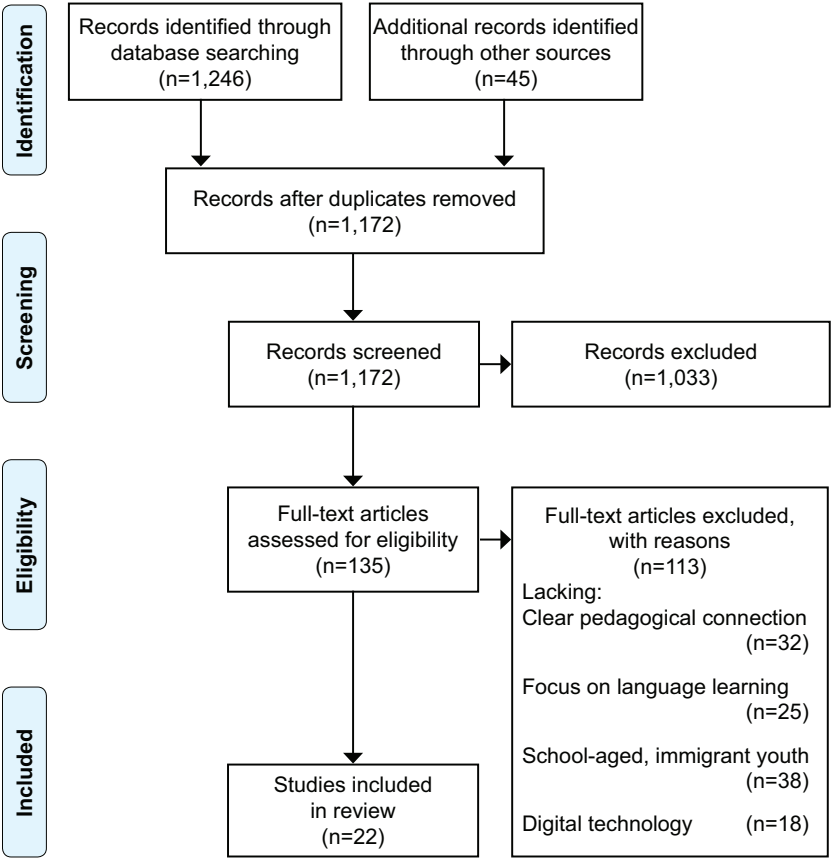 Identification
Records identified through
database searching
(n=1,246)
Additional records identified
through other sources
(n=45)
Records after duplicates removed
(n=1,172)
Screening
Records screened
(n=1,172)
Records excluded
(n=1,033)
Eligibility
Full-text articles
assessed for eligibility
(n=135)
Full-text articles excluded,
with reasons
(n=113)
Lacking:
Clear pedagogical connection
(n=32)
Focus on language learning
(n=25)
School-aged, immigrant youth
(n=38)
Digital technology (n=18)
Included
Studies included
in review
(n=22)